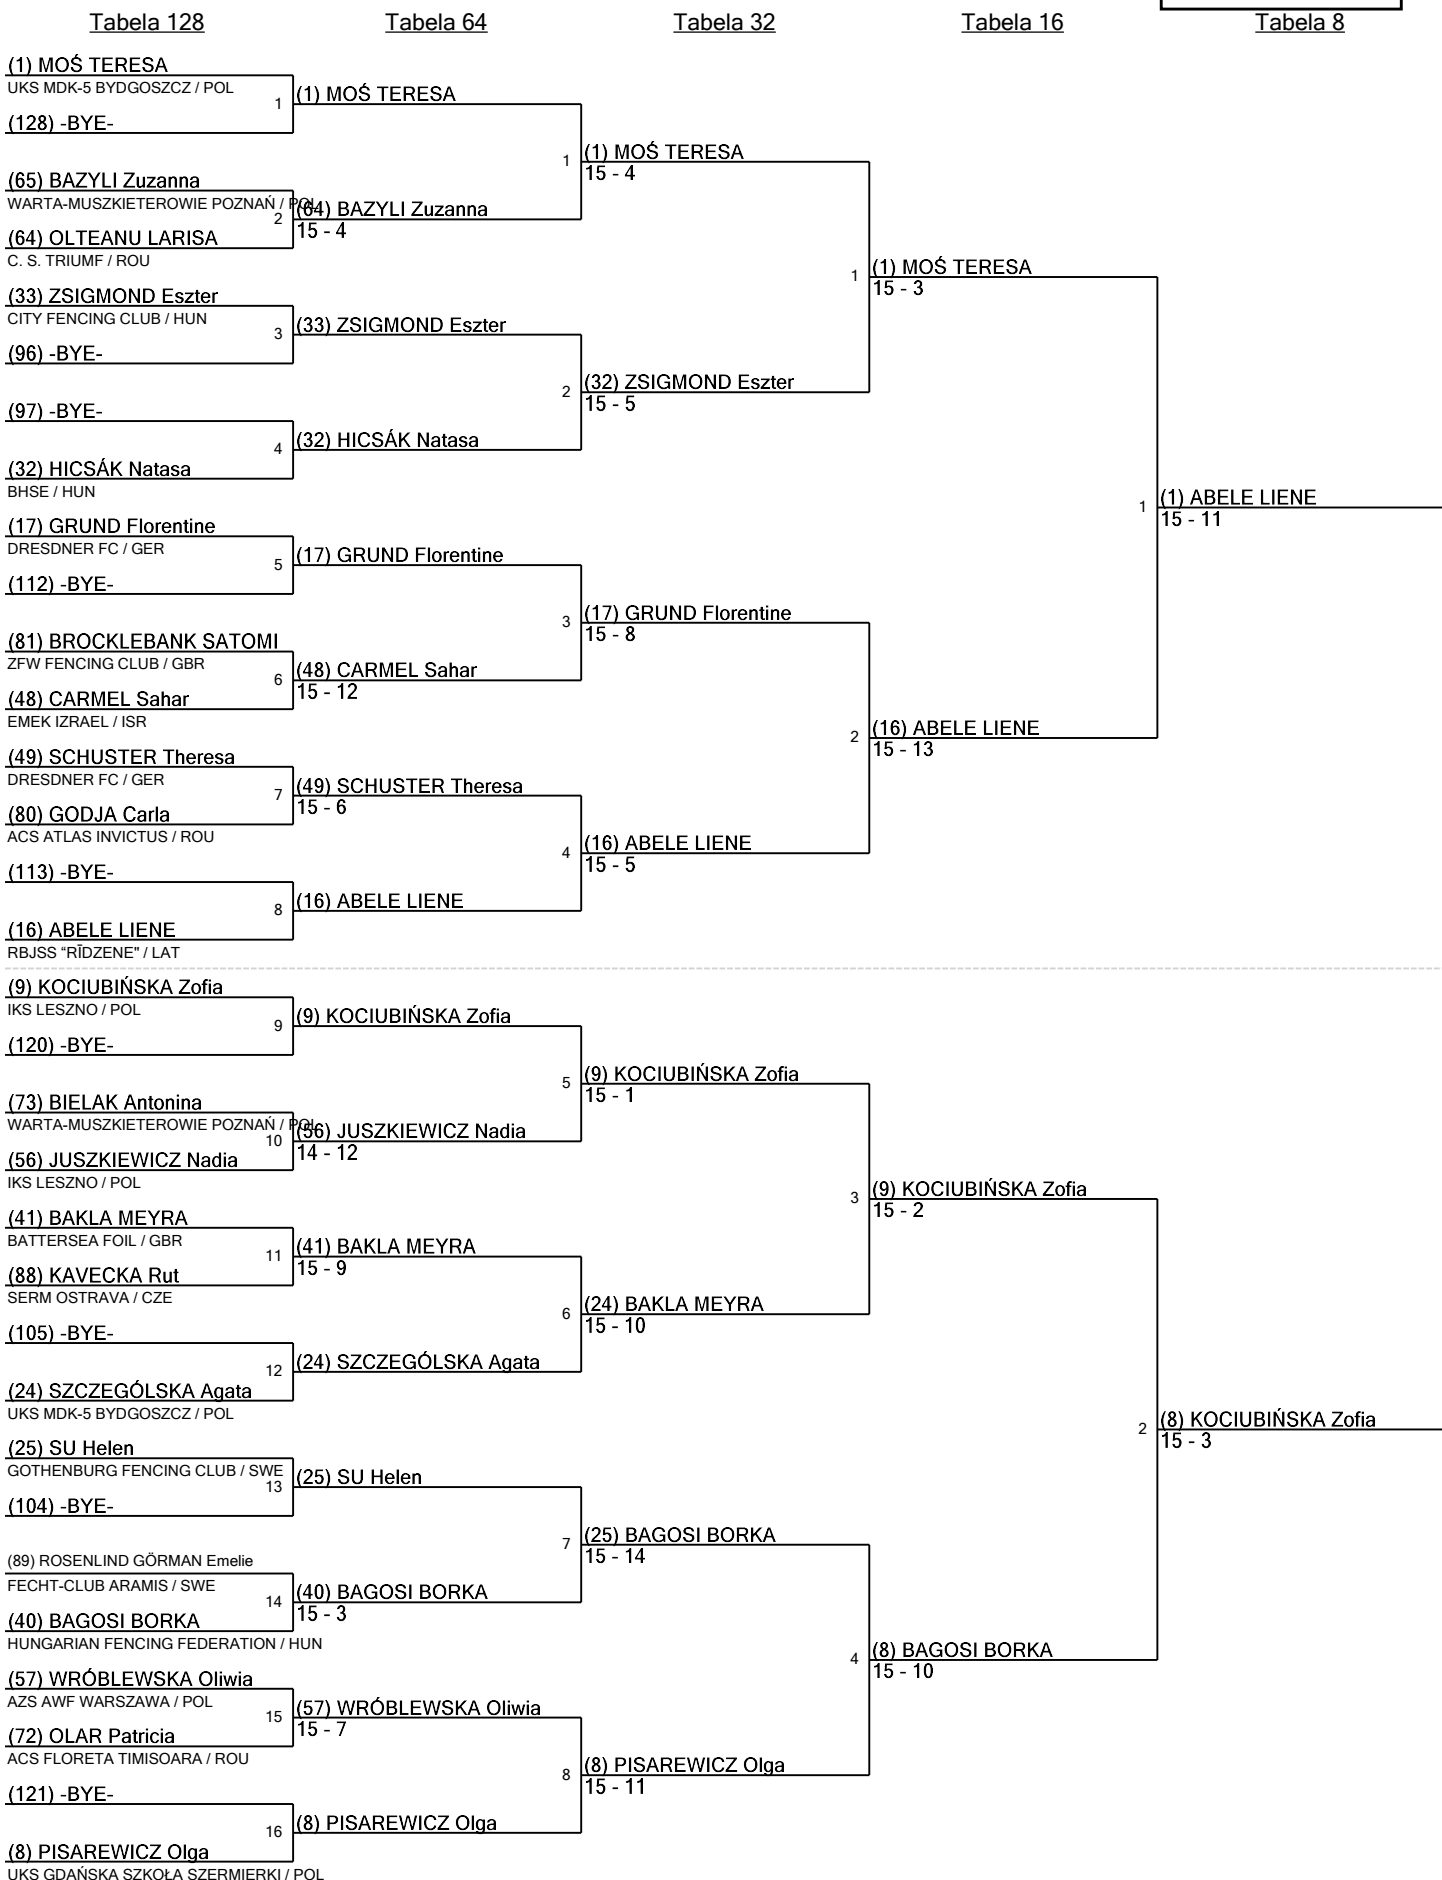 Tabela 128 Tabela 64 Tabela 32 Tabela 16 Tabela 8
(1) MOŚ TERESA
UKS MDK-5 BYDGOSZCZ / POL
1 (1) MOŚ TERESA
(128) -BYE-
1 (1) MOŚ TERESA
15 - 4
(65) BAZYLI Zuzanna
WARTA-MUSZKIETEROWIE POZNAŃ / POL
2 (64) BAZYLI Zuzanna
15 - 4
(64) OLTEANU LARISA
C. S. TRIUMF / ROU
1 (1) MOŚ TERESA
15 - 3
(33) ZSIGMOND Eszter
CITY FENCING CLUB / HUN
3 (33) ZSIGMOND Eszter
(96) -BYE-
2 (32) ZSIGMOND Eszter
15 - 5
(97) -BYE-
4 (32) HICSÁK Natasa
(32) HICSÁK Natasa
BHSE / HUN
1 (1) ABELE LIENE
15 - 11
(17) GRUND Florentine
DRESDNER FC / GER
5 (17) GRUND Florentine
(112) -BYE-
3 (17) GRUND Florentine
15 - 8
(81) BROCKLEBANK SATOMI
ZFW FENCING CLUB / GBR
6 (48) CARMEL Sahar
15 - 12
(48) CARMEL Sahar
EMEK IZRAEL / ISR
2 (16) ABELE LIENE
15 - 13
(49) SCHUSTER Theresa
DRESDNER FC / GER
7 (49) SCHUSTER Theresa
15 - 6
(80) GODJA Carla
ACS ATLAS INVICTUS / ROU
4 (16) ABELE LIENE
15 - 5
(113) -BYE-
8 (16) ABELE LIENE
(16) ABELE LIENE
RBJSS “RĪDZENE" / LAT
(9) KOCIUBIŃSKA Zofia
IKS LESZNO / POL
9 (9) KOCIUBIŃSKA Zofia
(120) -BYE-
5 (9) KOCIUBIŃSKA Zofia
15 - 1
(73) BIELAK Antonina
WARTA-MUSZKIETEROWIE POZNAŃ / POL
10 (56) JUSZKIEWICZ Nadia
14 - 12
(56) JUSZKIEWICZ Nadia
IKS LESZNO / POL
3 (9) KOCIUBIŃSKA Zofia
15 - 2
(41) BAKLA MEYRA
BATTERSEA FOIL / GBR
11 (41) BAKLA MEYRA
15 - 9
(88) KAVECKA Rut
SERM OSTRAVA / CZE
6 (24) BAKLA MEYRA
15 - 10
(105) -BYE-
12 (24) SZCZEGÓLSKA Agata
(24) SZCZEGÓLSKA Agata
UKS MDK-5 BYDGOSZCZ / POL
2 (8) KOCIUBIŃSKA Zofia
15 - 3
(25) SU Helen
GOTHENBURG FENCING CLUB / SWE
13 (25) SU Helen
(104) -BYE-
7 (25) BAGOSI BORKA
15 - 14
(89) ROSENLIND GÖRMAN Emelie
FECHT-CLUB ARAMIS / SWE
14 (40) BAGOSI BORKA
15 - 3
(40) BAGOSI BORKA
HUNGARIAN FENCING FEDERATION / HUN
4 (8) BAGOSI BORKA
15 - 10
(57) WRÓBLEWSKA Oliwia
AZS AWF WARSZAWA / POL
15 (57) WRÓBLEWSKA Oliwia
15 - 7
(72) OLAR Patricia
ACS FLORETA TIMISOARA / ROU
8 (8) PISAREWICZ Olga
15 - 11
(121) -BYE-
16 (8) PISAREWICZ Olga
(8) PISAREWICZ Olga
UKS GDAŃSKA SZKOŁA SZERMIERKI / POL